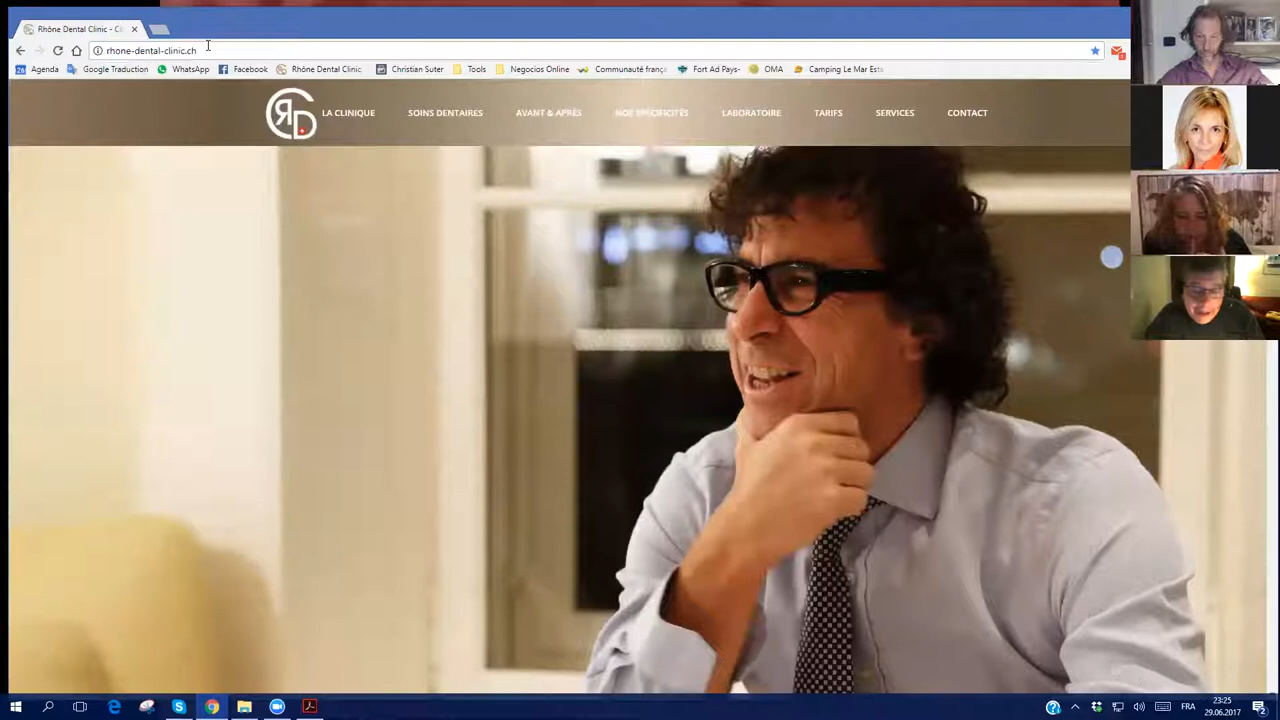 Rhône Dental Clinic - Cli
rhone-dental-clinic.ch
Agenda Google Traduction WhatsApp Facebook Rhône Dental Clinic Christian Suter Tools Negocios Online Communauté franç Fort Ad Pays- OMA Camping Le Mar Este
RD LA CLINIQUE SOINS DENTAIRES AVANT & APRÈS NOS SPÉCIFICITÉS LABORATOIRE TARIFS SERVICES CONTACT
FRA 23:25
29.06.2017